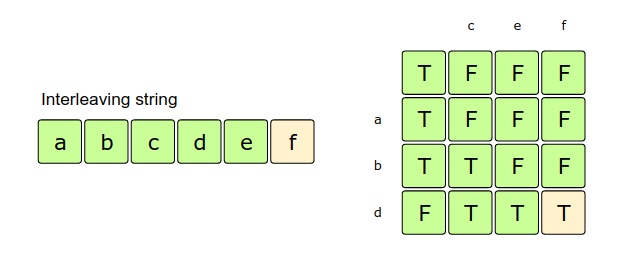 c e f
T F F F
Interleaving string
a T F F F
a b c d e f
b T T F F
d F T T T